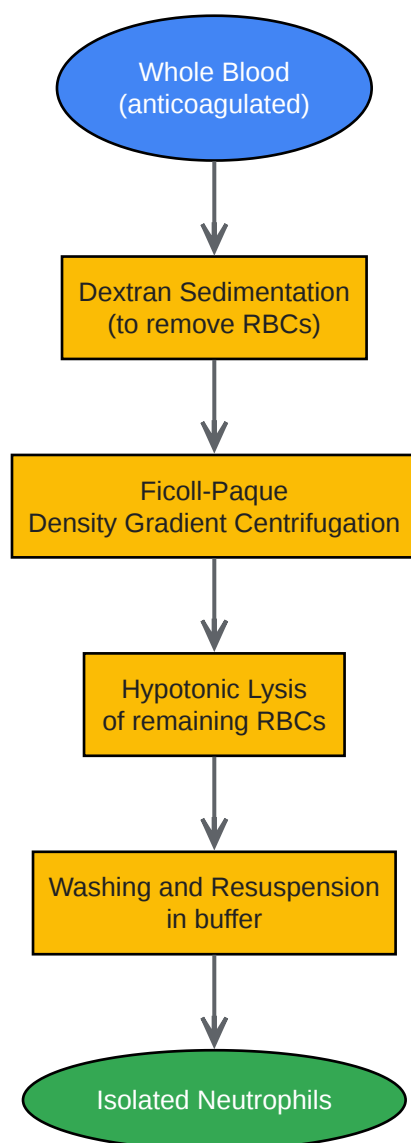 Whole Blood
(anticoagulated)
Dextran Sedimentation
(to remove RBCs)
Ficoll-Paque
Density Gradient Centrifugation
Hypotonic Lysis
of remaining RBCs
Washing and Resuspension
in buffer
Isolated Neutrophils